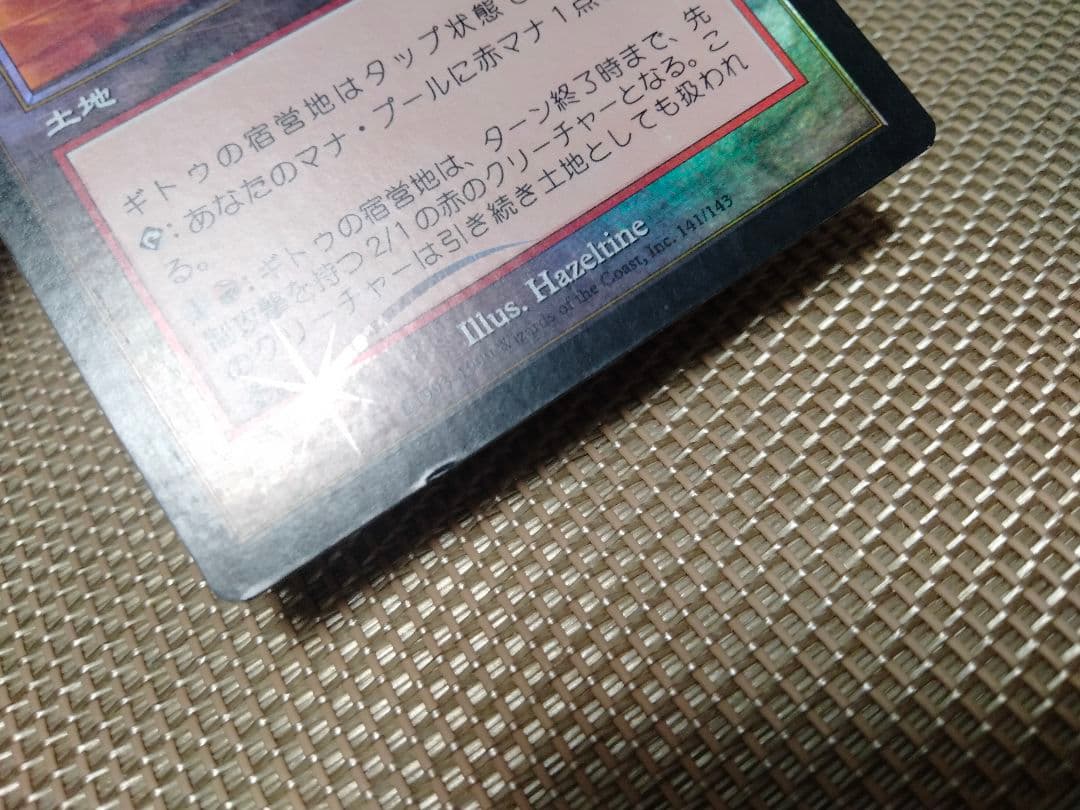 土地
ギトゥの宿営地はタップ状態
:あなたのマナ・プールに赤マナ1点
る。
:ギトゥの宿営地は、ターン終了時まで、先
制攻撃を持つ2/1の赤のクリーチャーとなる。こ
のクリーチャーは引き続き土地としても扱われ
Illus. Hazeltine
Wizards of the Coast, Inc. 141/143